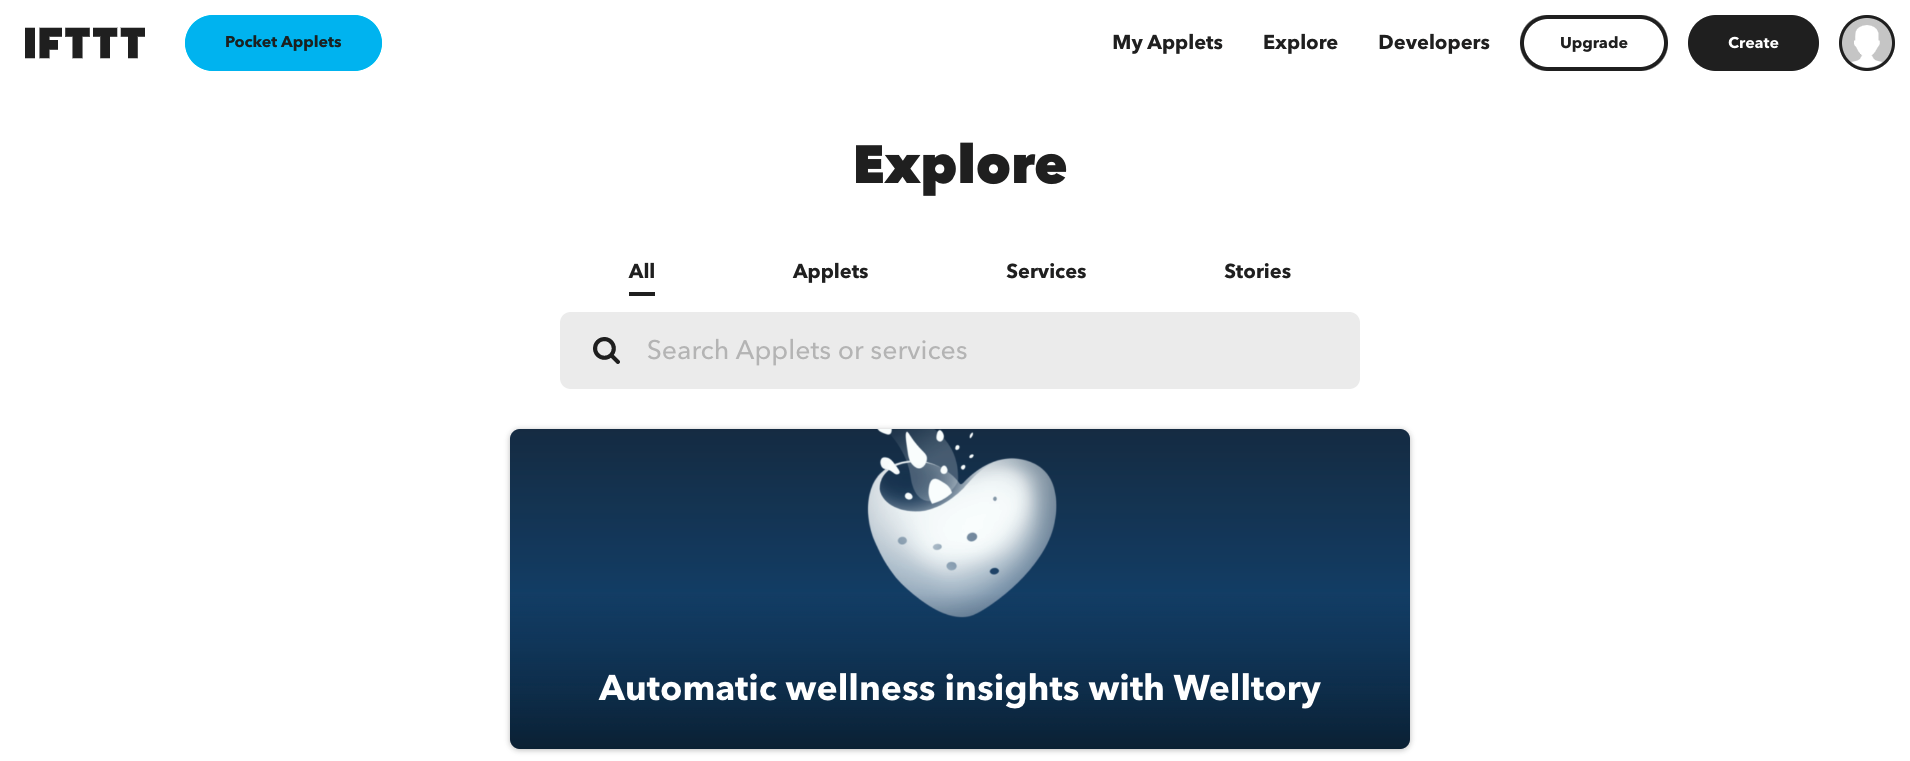 IFTTT
Pocket Applets
My Applets
Explore
Developers
Upgrade
Create
Explore
All
Applets
Services
Stories
Search Applets or services
Automatic wellness insights with Welltory